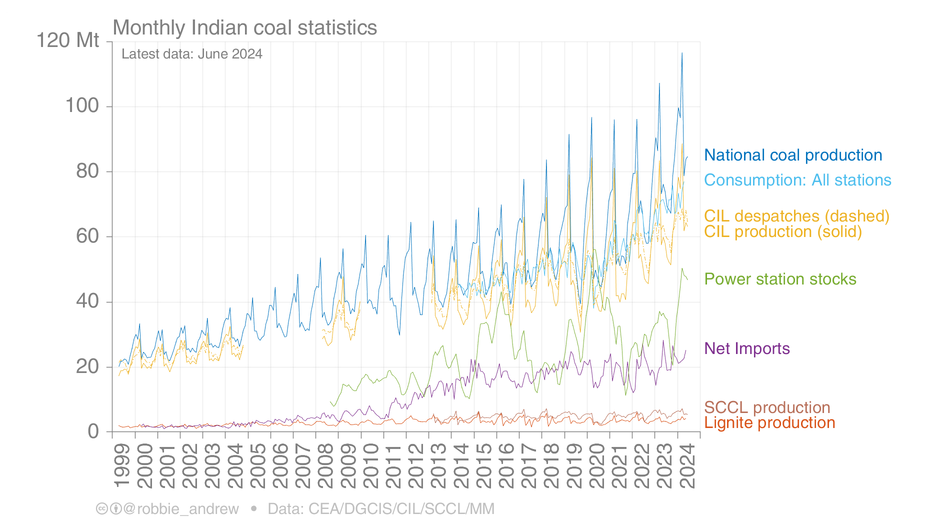 Monthly Indian coal statistics
120 Mt
Latest data: June 2024
100
80
60
40
20
0
National coal production
Consumption: All stations
CIL despatches (dashed)
CIL production (solid)
Power station stocks
Net Imports
SCCL production
Lignite production
1999 2000 2001 2002 2003 2004 2005 2006 2007 2008 2009 2010 2011 2012 2013 2014 2015 2016 2017 2018 2019 2020 2021 2022 2023 2024
@robbie_andrew • Data: CEA/DGCIS/CIL/SCCL/MM